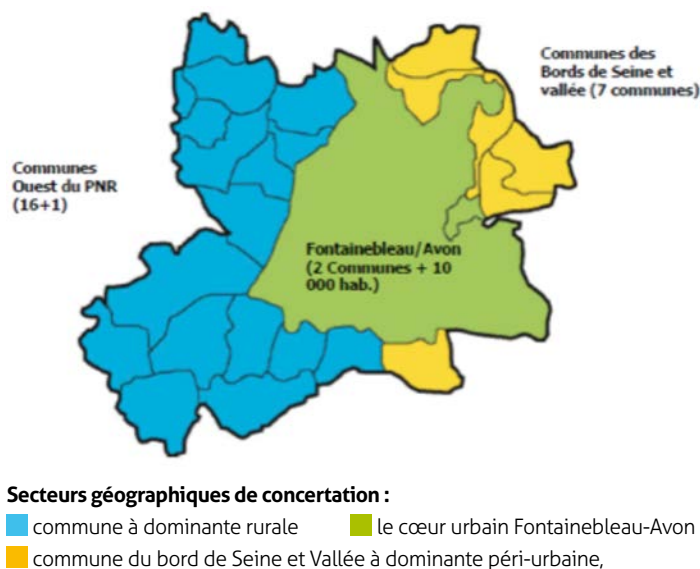 Communes des
Bords de Seine et
vallée (7 communes)
Communes
Ouest du PNR
(16+1)
Fontainebleau/Avon
(2 Communes + 10
000 hab.)
Secteurs géographiques de concertation :
commune à dominante rurale
le cœur urbain Fontainebleau-Avon
commune du bord de Seine et Vallée à dominante péri-urbaine,